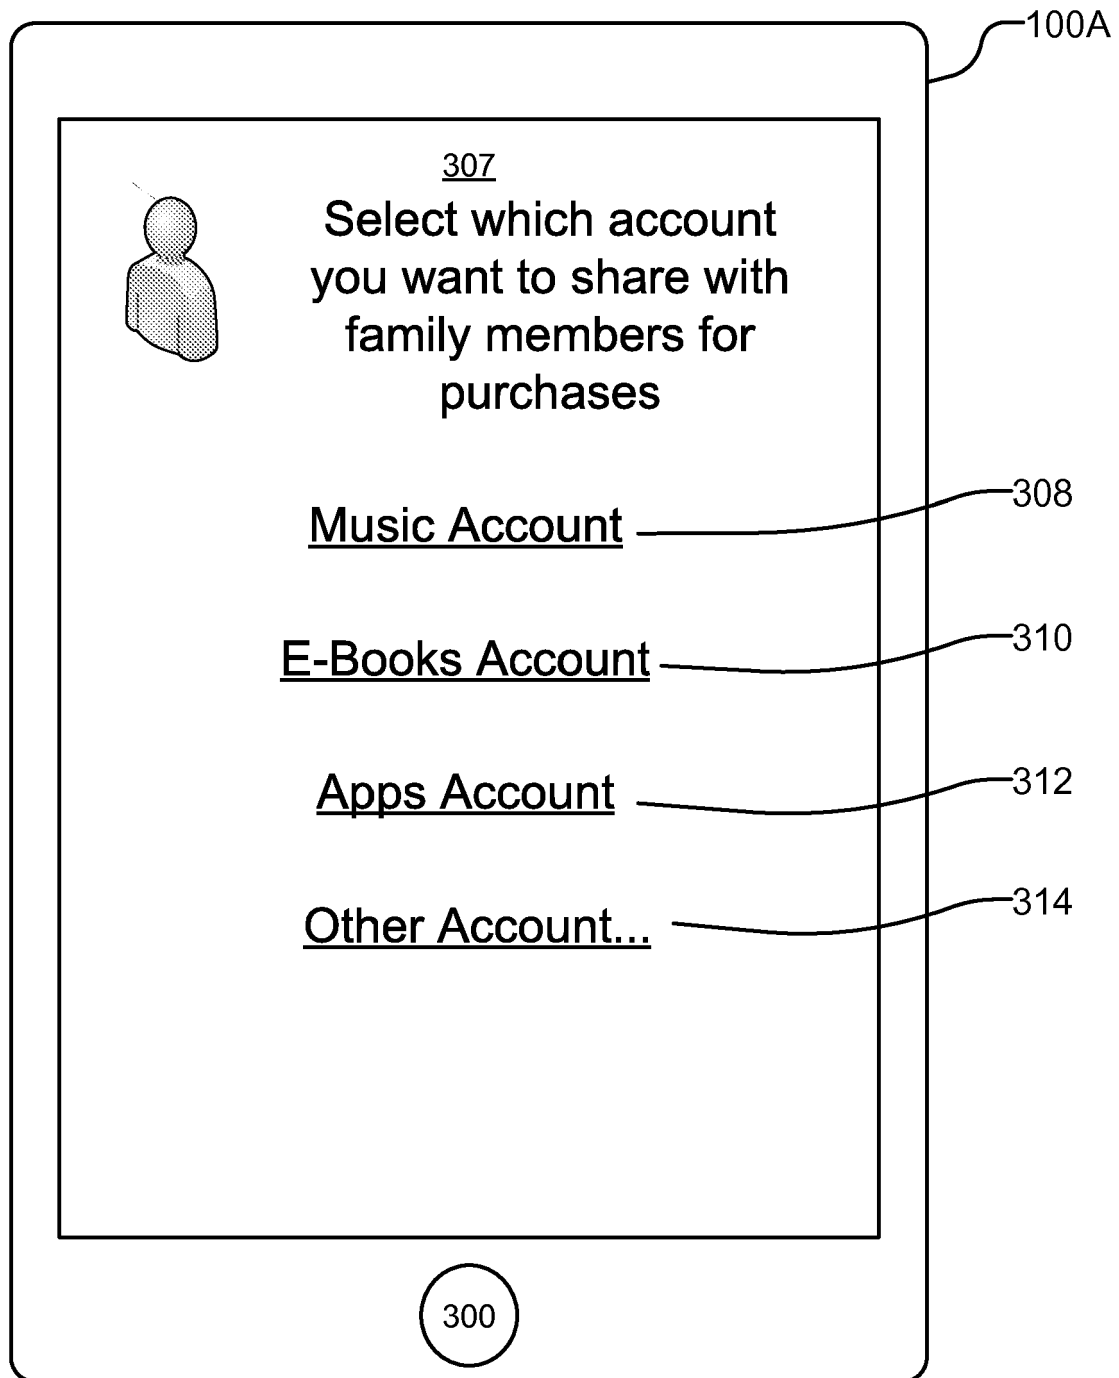 100A
307
Select which account
you want to share with
family members for
purchases
308
Music Account
310
E-Books Account
312
Apps Account
314
Other Account...
300